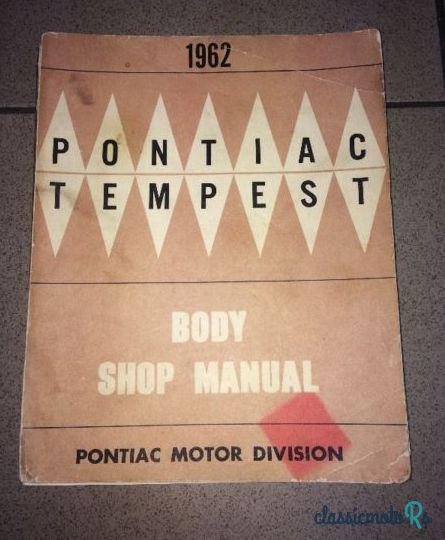 1962
PONTIAC
TEMPEST
BODY
SHOP MANUAL
PONTIAC MOTOR DIVISION
classicmotoRs